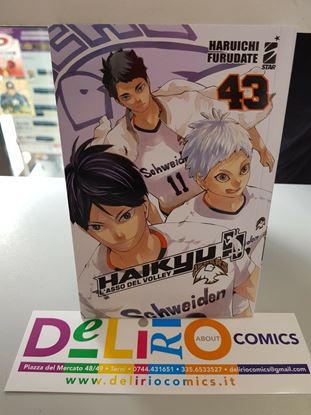 HARUICHI
FURUDATE
STAR
43
Schweiden
11
Schweiden
HAIKYU
L'ASSO DEL VOLLEY
Schweiden
DeLiRiO ABOUT COMICS
Piazza del Mercato 48/49 • Terni • 0744.431651 • 335.6533527 • deliriocomics@gmail.com
www.deliriocomics.it